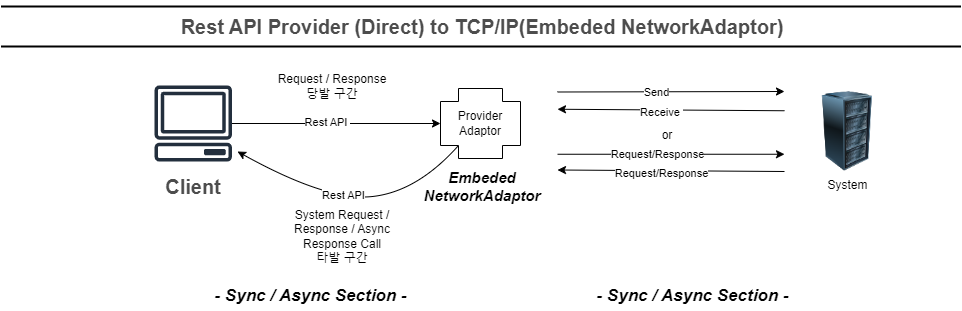 Rest API Provider (Direct) to TCP/IP(Embeded NetworkAdaptor)
Request / Response
당발 구간
Rest API
Provider
Adaptor
Embeded
NetworkAdaptor
Client
Rest API
System Request /
Response / Async
Response Call
타발 구간
Send
Receive
or
Request/Response
Request/Response
System
- Sync / Async Section -
- Sync / Async Section -